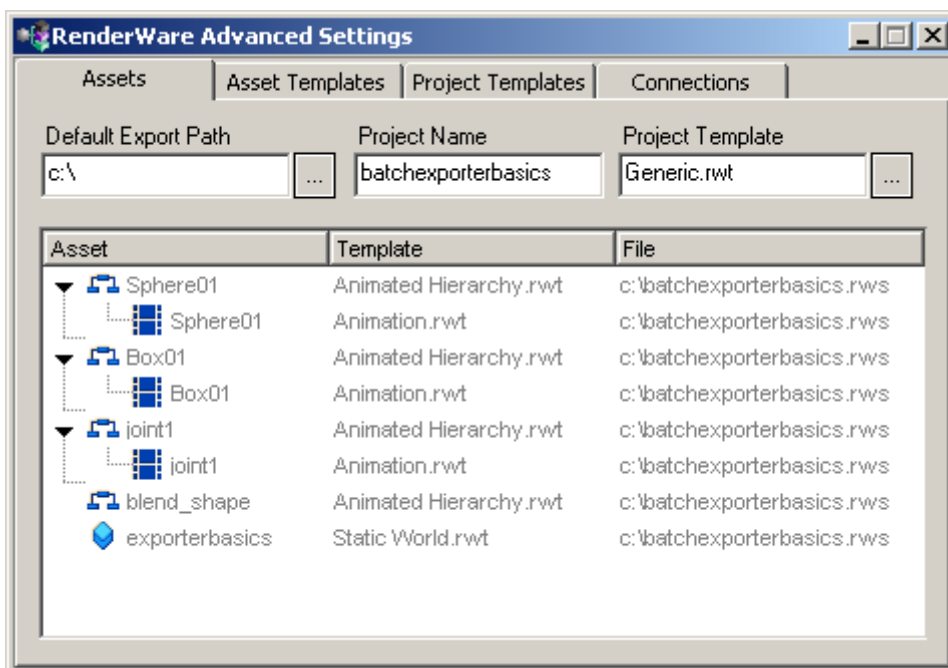 RenderWare Advanced Settings
Assets Asset Templates Project Templates Connections
Default Export Path Project Name Project Template
c:\ ... batchexporterbasics Generic.rwt ...
Asset Template File
Sphere01 Animated Hierarchy.rwt c:\batchexporterbasics.rws
Sphere01 Animation.rwt c:\batchexporterbasics.rws
Box01 Animated Hierarchy.rwt c:\batchexporterbasics.rws
Box01 Animation.rwt c:\batchexporterbasics.rws
joint1 Animated Hierarchy.rwt c:\batchexporterbasics.rws
joint1 Animation.rwt c:\batchexporterbasics.rws
blend_shape Animated Hierarchy.rwt c:\batchexporterbasics.rws
exporterbasics Static World.rwt c:\batchexporterbasics.rws